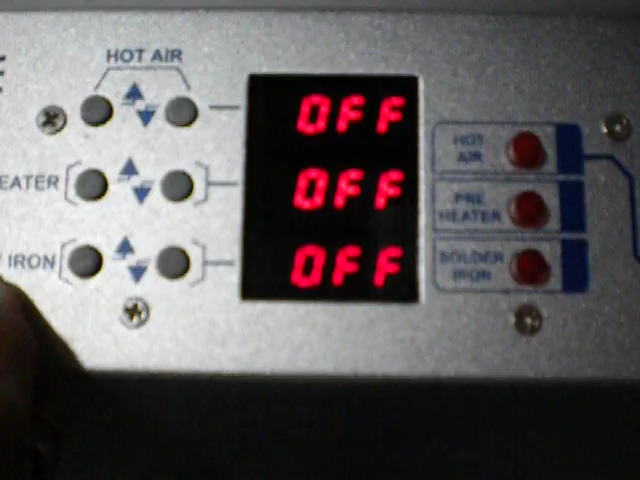 HOT AIR
OFF
HOT
AIR
EATER
OFF
PRE
HEATER
IRON
OFF
SOLDER
IRON